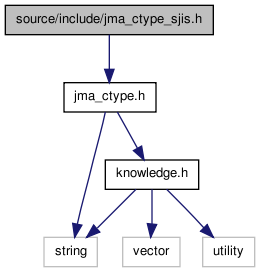 source/include/jma_ctype_sjis.h
jma_ctype.h
knowledge.h
string
vector
utility